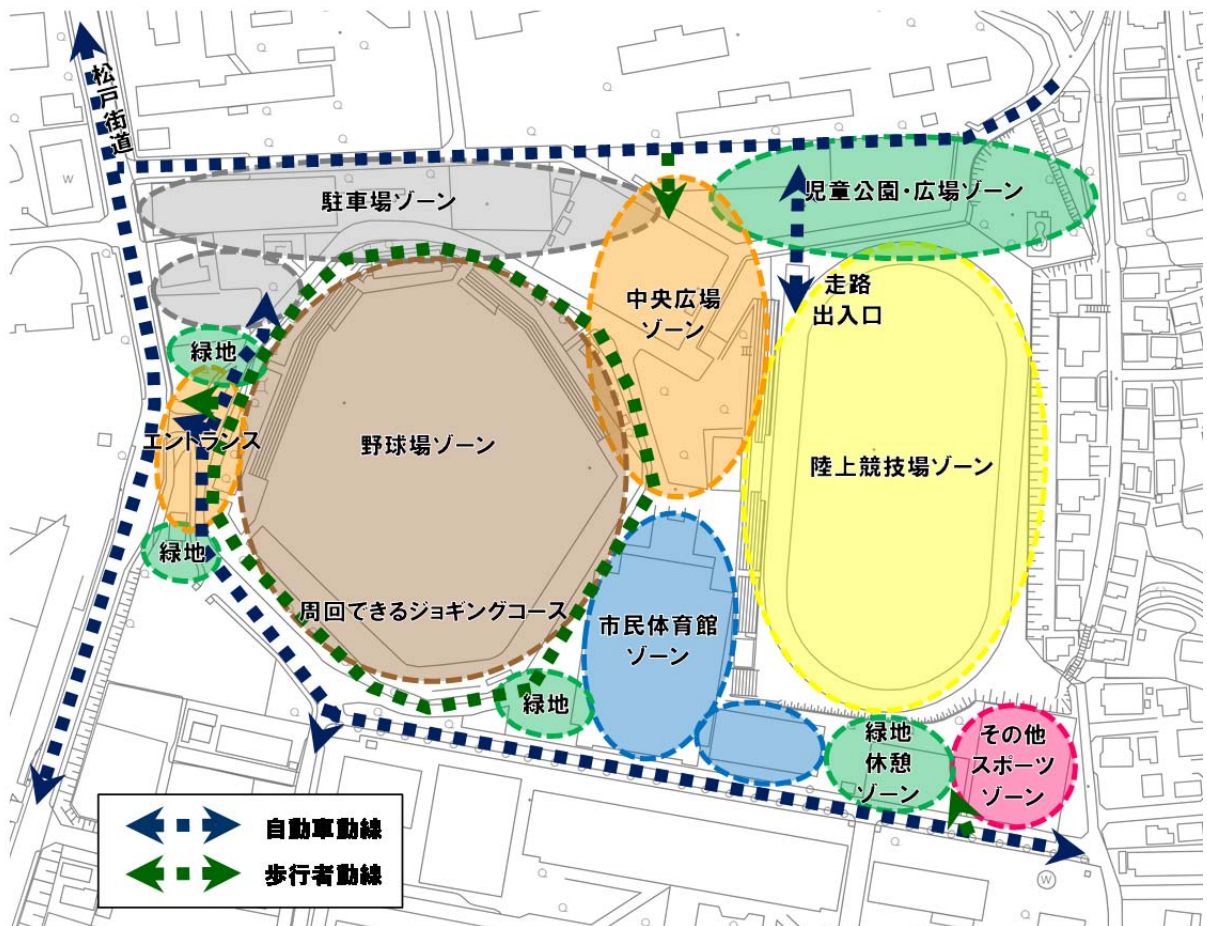 松戸街道
駐車場ゾーン
児童公園・広場ゾーン
中央広場
ゾーン
走路
出入口
緑地
エントランス
野球場ゾーン
陸上競技場ゾーン
緑地
周回できるジョギングコース
市民体育館
ゾーン
緑地
緑地
休憩
ゾーン
その他
スポーツ
ゾーン
自動車動線
歩行者動線
W
W